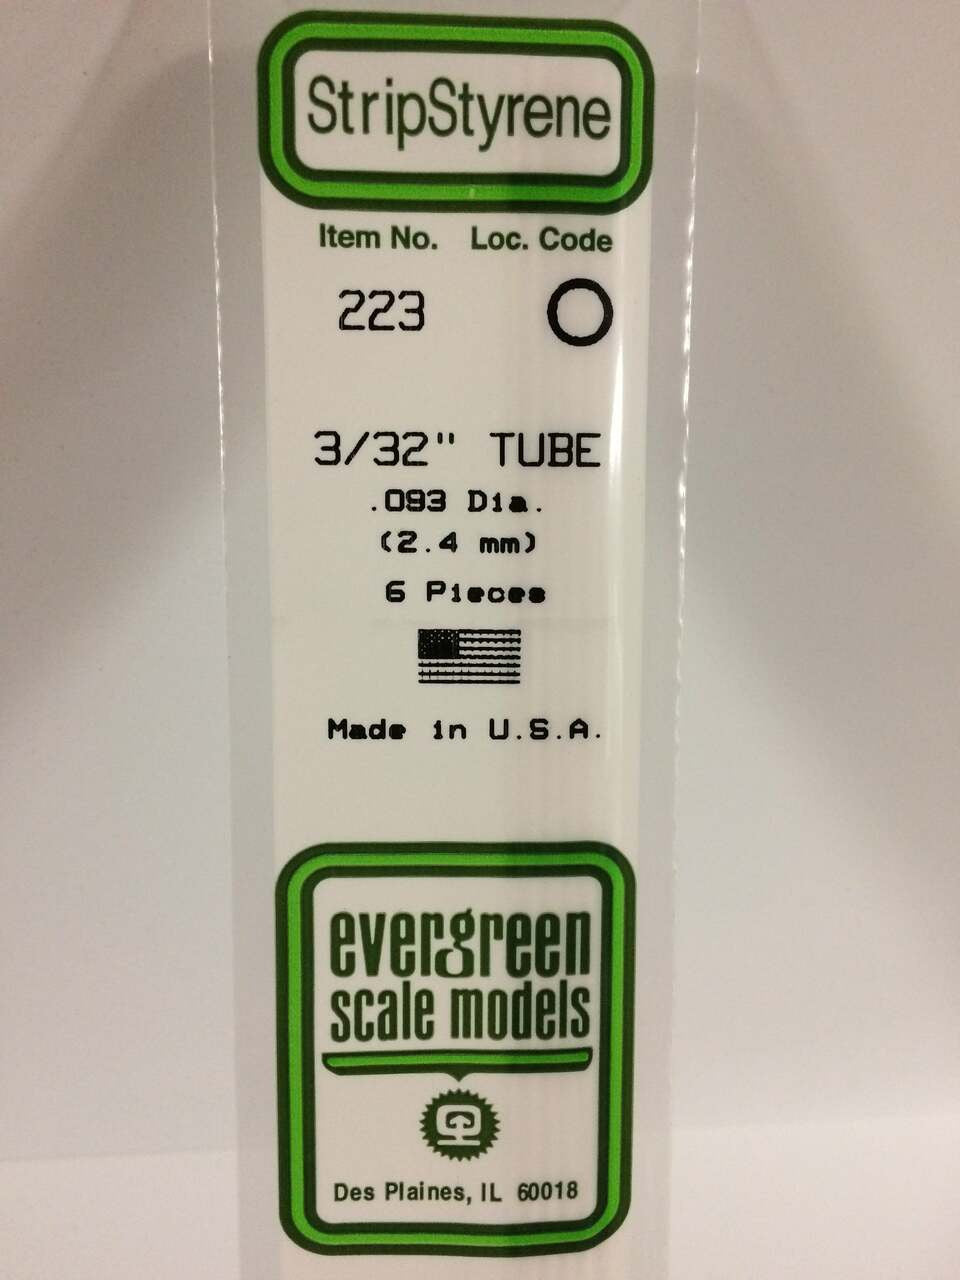 StripStyrene
Item No. Loc. Code
223
3/32" TUBE
.093 Dia.
(2.4 mm)
6 Pieces
Made in U.S.A.
evergreen
scale models
Des Plaines, IL 60018